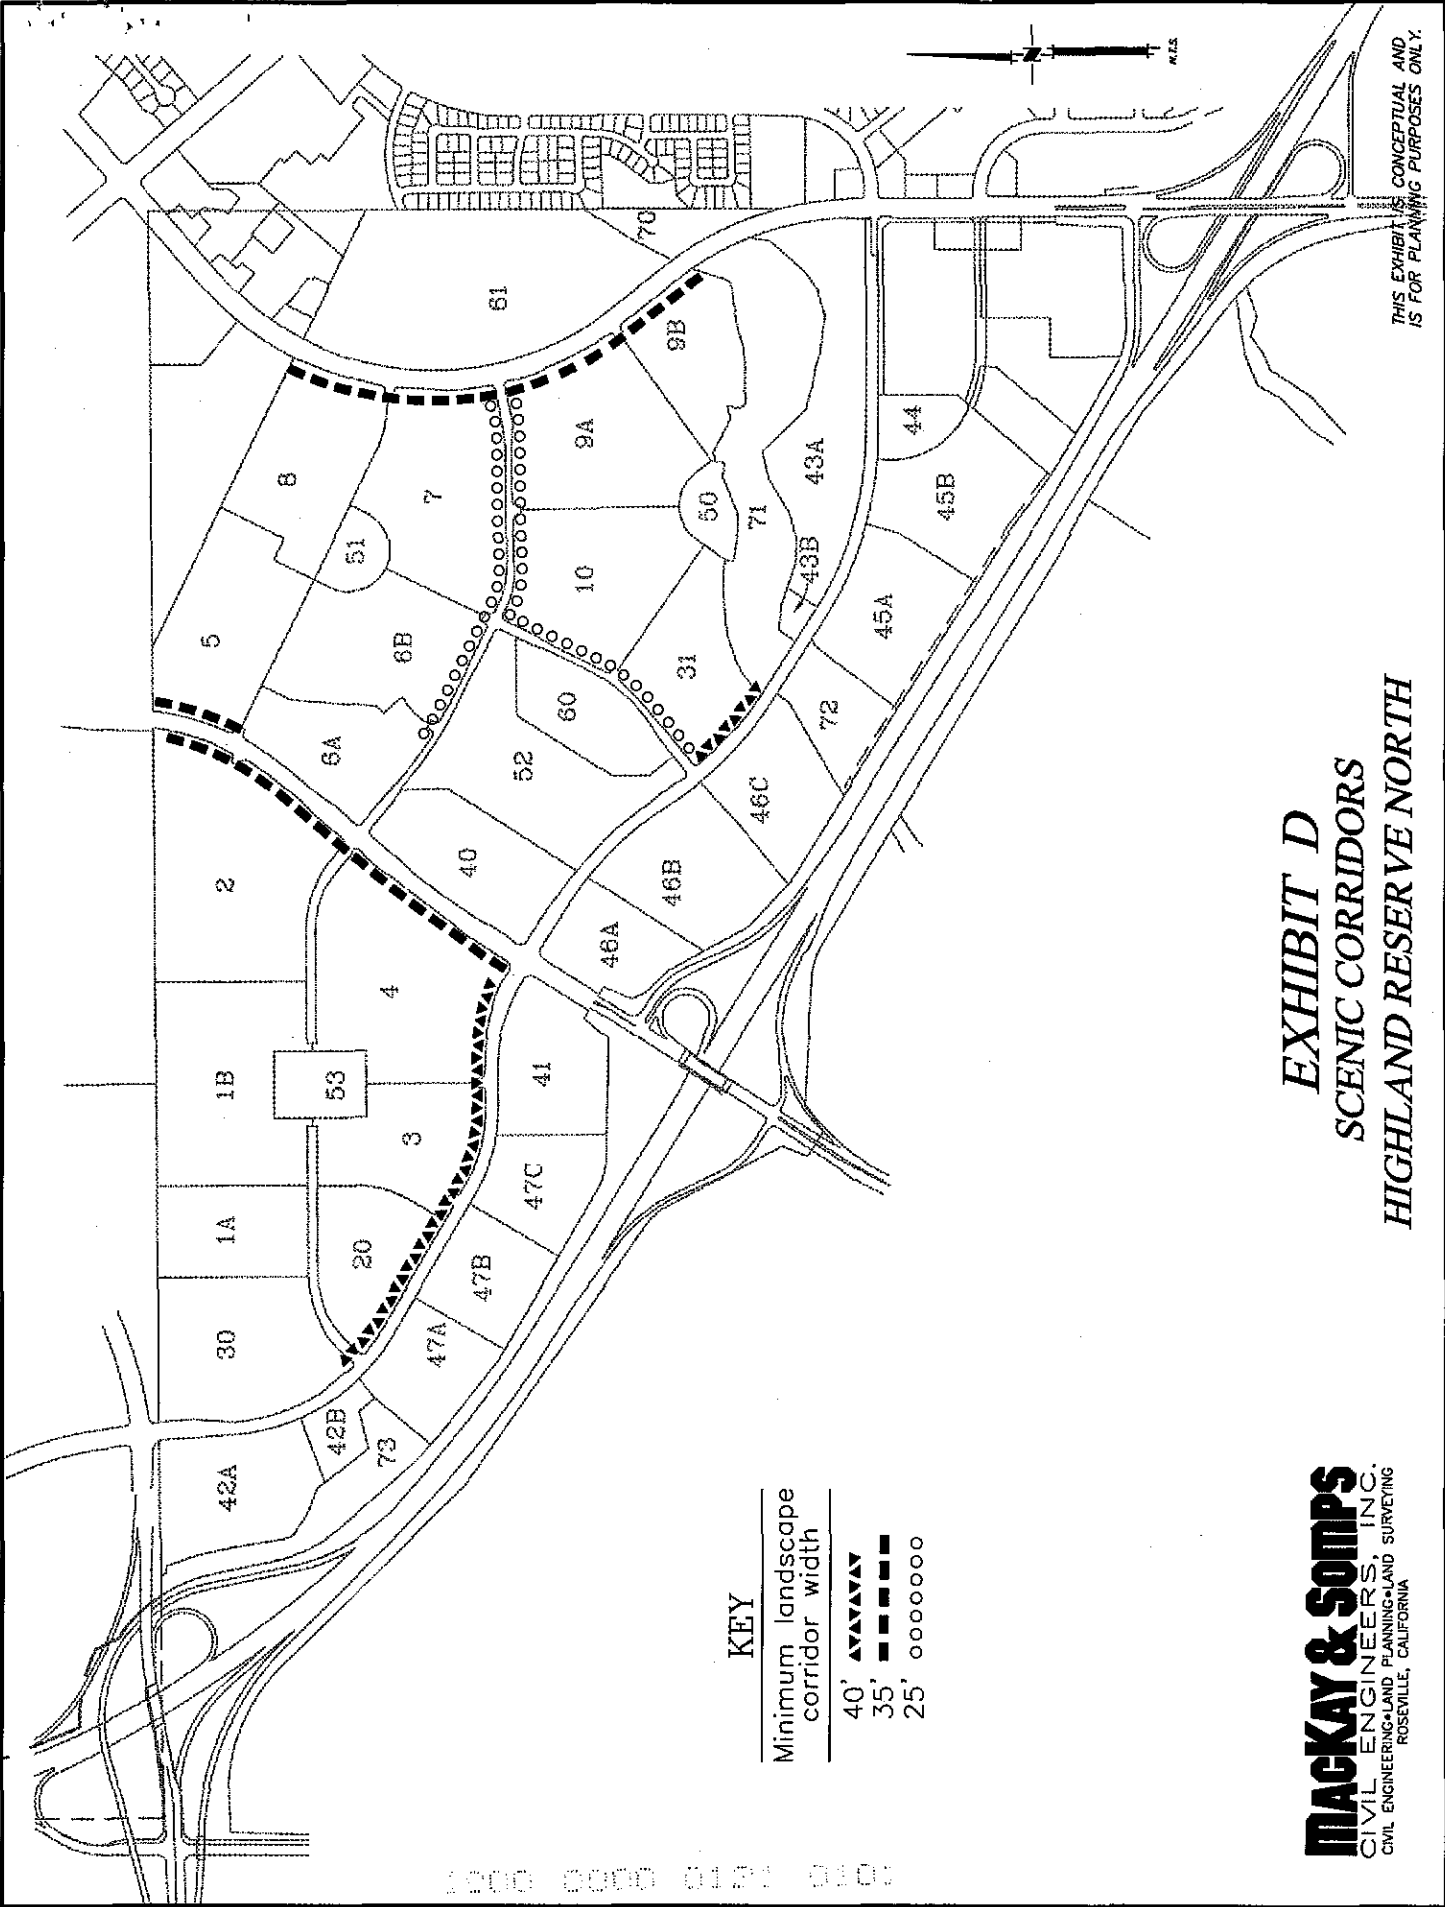 N
N.T.S.
61
70
8
7
51
5
6B
6A
9A
9B
10
50
71
43A
43B
44
45B
45A
31
60
52
72
46C
46B
46A
40
2
4
1B
53
3
41
47C
1A
20
47B
30
47A
42B
73
42A
KEY
Minimum landscape
corridor width
40'
35'
25'
EXHIBIT D
SCENIC CORRIDORS
HIGHLAND RESERVE NORTH
THIS EXHIBIT IS CONCEPTUAL AND
IS FOR PLANNING PURPOSES ONLY.
MACKAY & SOMPS
CIVIL ENGINEERS, INC.
CIVIL ENGINEERING•LAND PLANNING•LAND SURVEYING
ROSEVILLE, CALIFORNIA